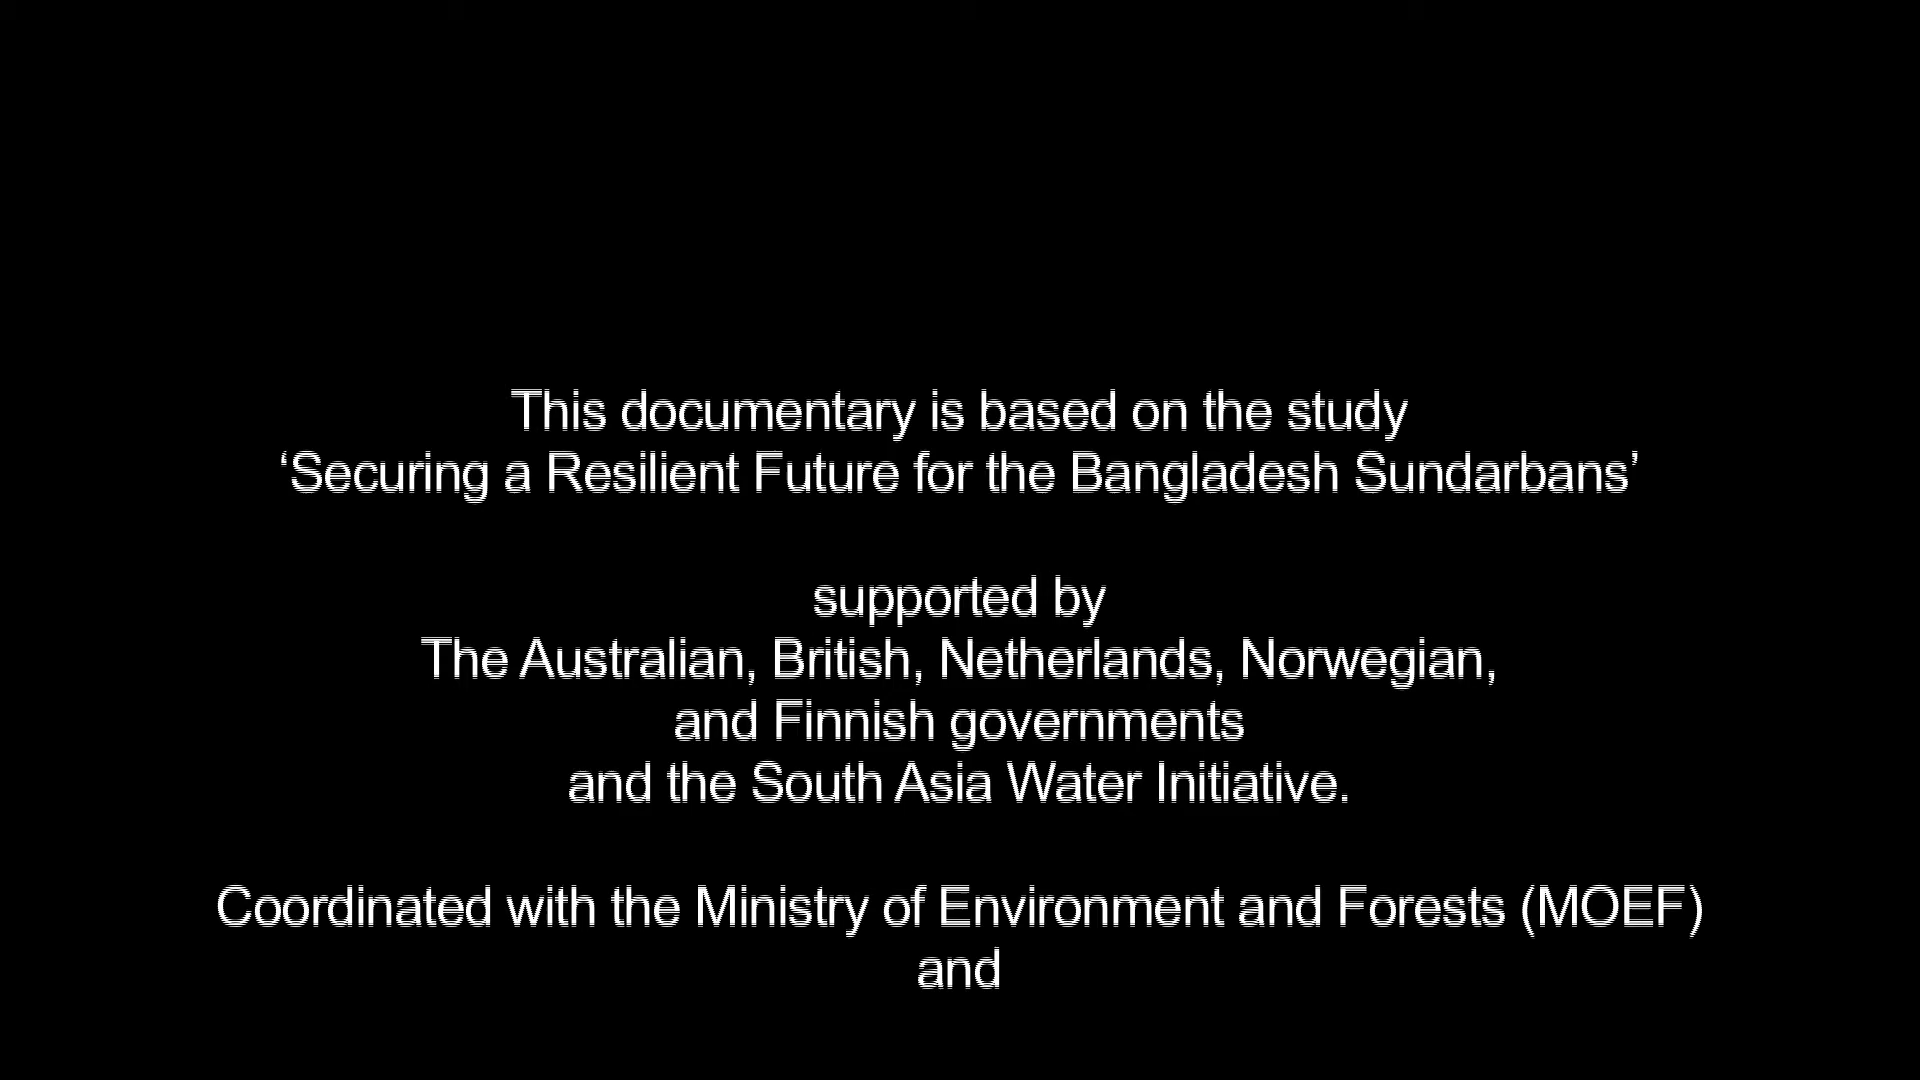 This documentary is based on the study
‘Securing a Resilient Future for the Bangladesh Sundarbans’
supported by
The Australian, British, Netherlands, Norwegian,
and Finnish governments
and the South Asia Water Initiative.
Coordinated with the Ministry of Environment and Forests (MOEF)
and